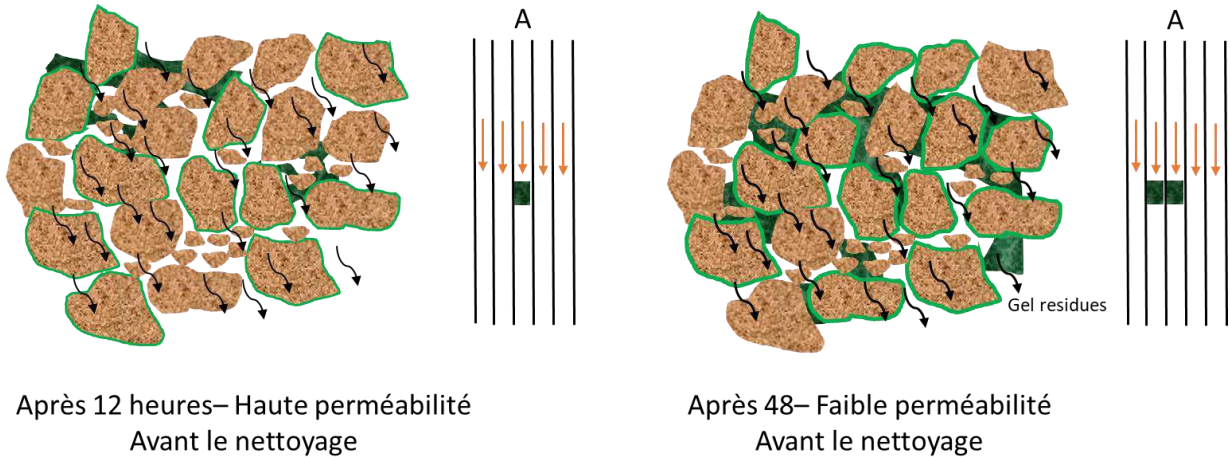 A
A
Gel residues
Après 12 heures– Haute perméabilité
Avant le nettoyage
Après 48– Faible perméabilité
Avant le nettoyage